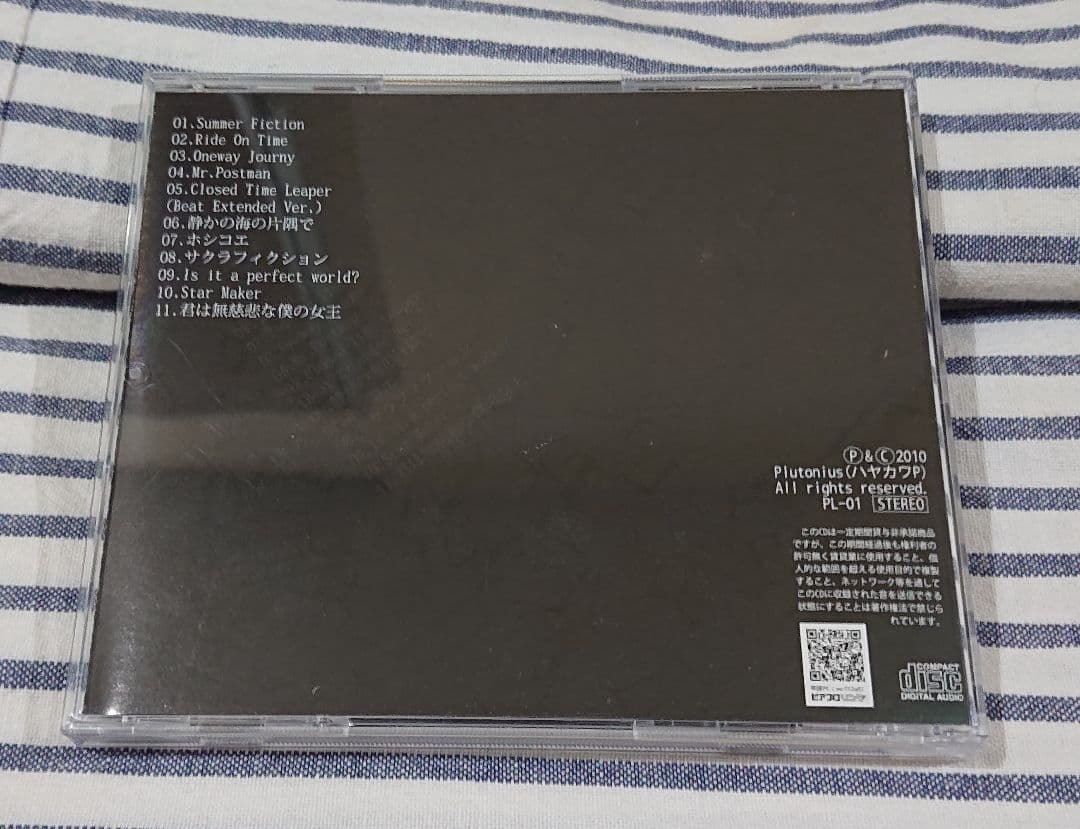 01.Summer Fiction
02.Ride On Time
03.Oneway Journy
04.Mr.Postman
05.Closed Time Leaper
(Beat Extended Ver.)
06.静かの海の片隅で
07.ホシコエ
08.サクラフィクション
09.Is it a perfect world?
10.Star Maker
11.君は無慈悲な僕の女王
Ⓟ&Ⓒ2010
Plutonius(ハヤカワP)
All rights reserved.
PL-01 STEREO
このCDは一定期間貸与非承諾商品
ですが、この期間経過後も権利者の
許可無く賃貸業に使用すること、個
人的な範囲を超える使用目的で複製
すること、ネットワーク等を通して
このCDに収録された音を送信できる
状態にすることは著作権法で禁じら
れています。
ピアプロリンク
COMPACT
disc
DIGITAL AUDIO